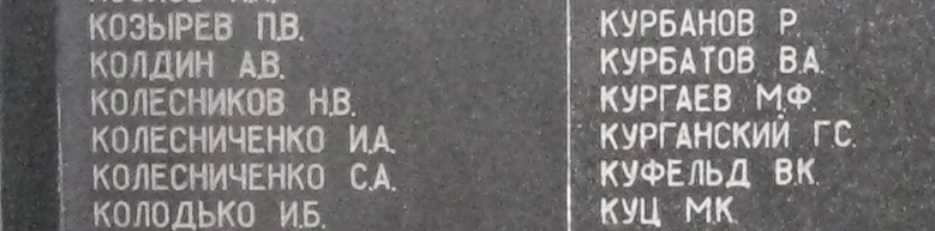 КОЗЫРЕВ П.В.
КОЛДИН А.В.
КОЛЕСНИКОВ Н.В.
КОЛЕСНИЧЕНКО И.А.
КОЛЕСНИЧЕНКО С.А.
КОЛОДЬКО И.Б.
КУРБАНОВ Р.
КУРБАТОВ В.А.
КУРГАЕВ М.Ф.
КУРГАНСКИЙ Г.С.
КУФЕЛЬД В.К.
КУЦ М.К.